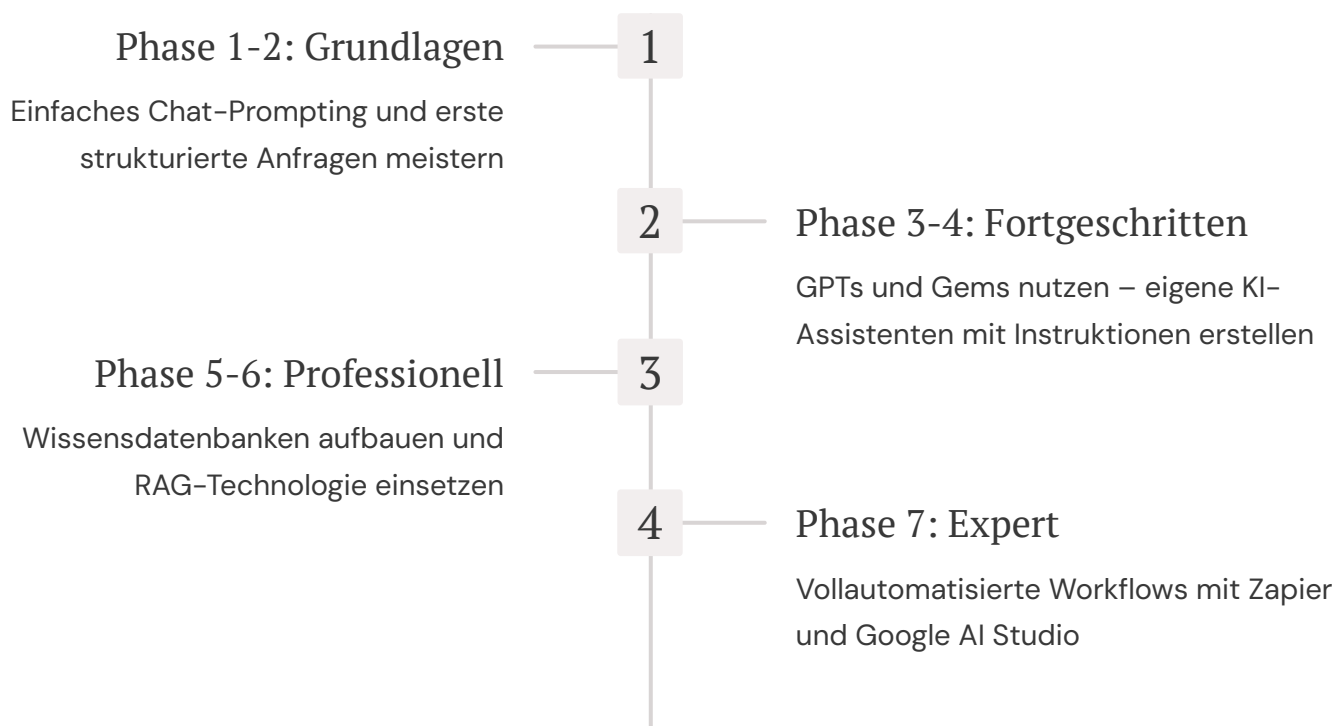 Phase 1-2: Grundlagen
1
Einfaches Chat-Prompting und erste
strukturierte Anfragen meistern
2
Phase 3-4: Fortgeschritten
GPTs und Gems nutzen – eigene KI-
Assistenten mit Instruktionen erstellen
Phase 5-6: Professionell
3
Wissensdatenbanken aufbauen und
RAG-Technologie einsetzen
4
Phase 7: Expert
Vollautomatisierte Workflows mit Zapier
und Google AI Studio